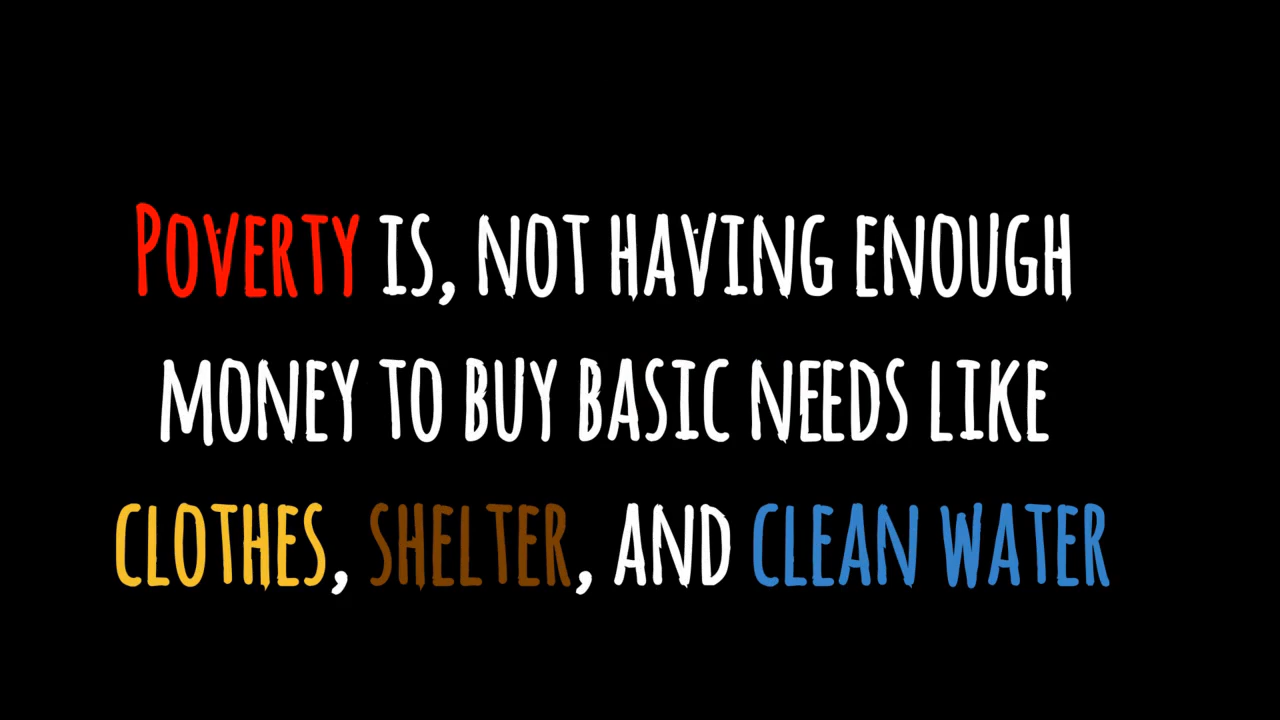 Poverty is, not having enough
money to buy basic needs like
clothes, shelter, and clean water